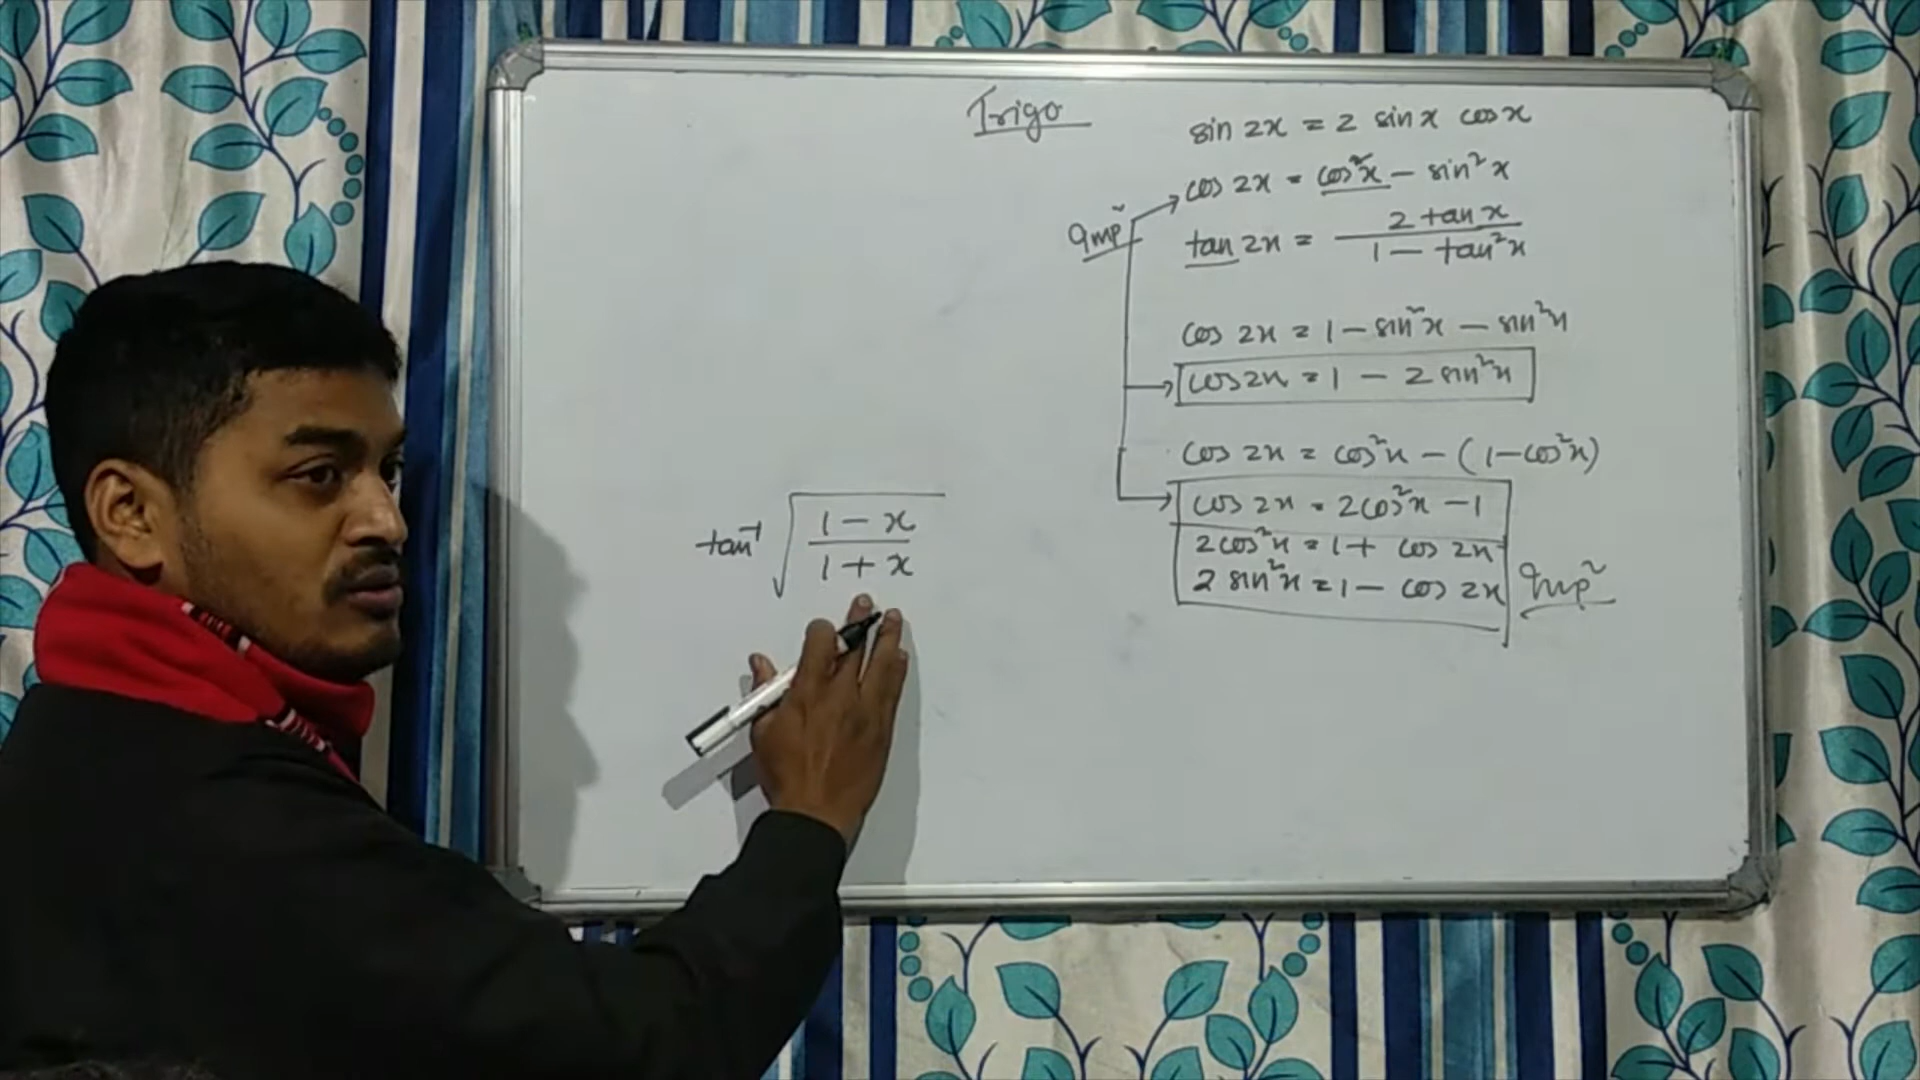 Trigo
sin 2x = 2 sin x cos x
cos 2x = cos²x - sin²x
Imp
tan 2x = 2 tan x / 1 - tan²x
cos 2x = 1 - sin²x - sin²x
cos 2x = 1 - 2 sin²x
cos 2x = cos²x - (1-cos²x)
cos 2x = 2cos²x - 1
2cos²x = 1 + cos 2x
2 sin²x = 1 - cos 2x
Imp
tan⁻¹ √(1 - x / 1 + x)